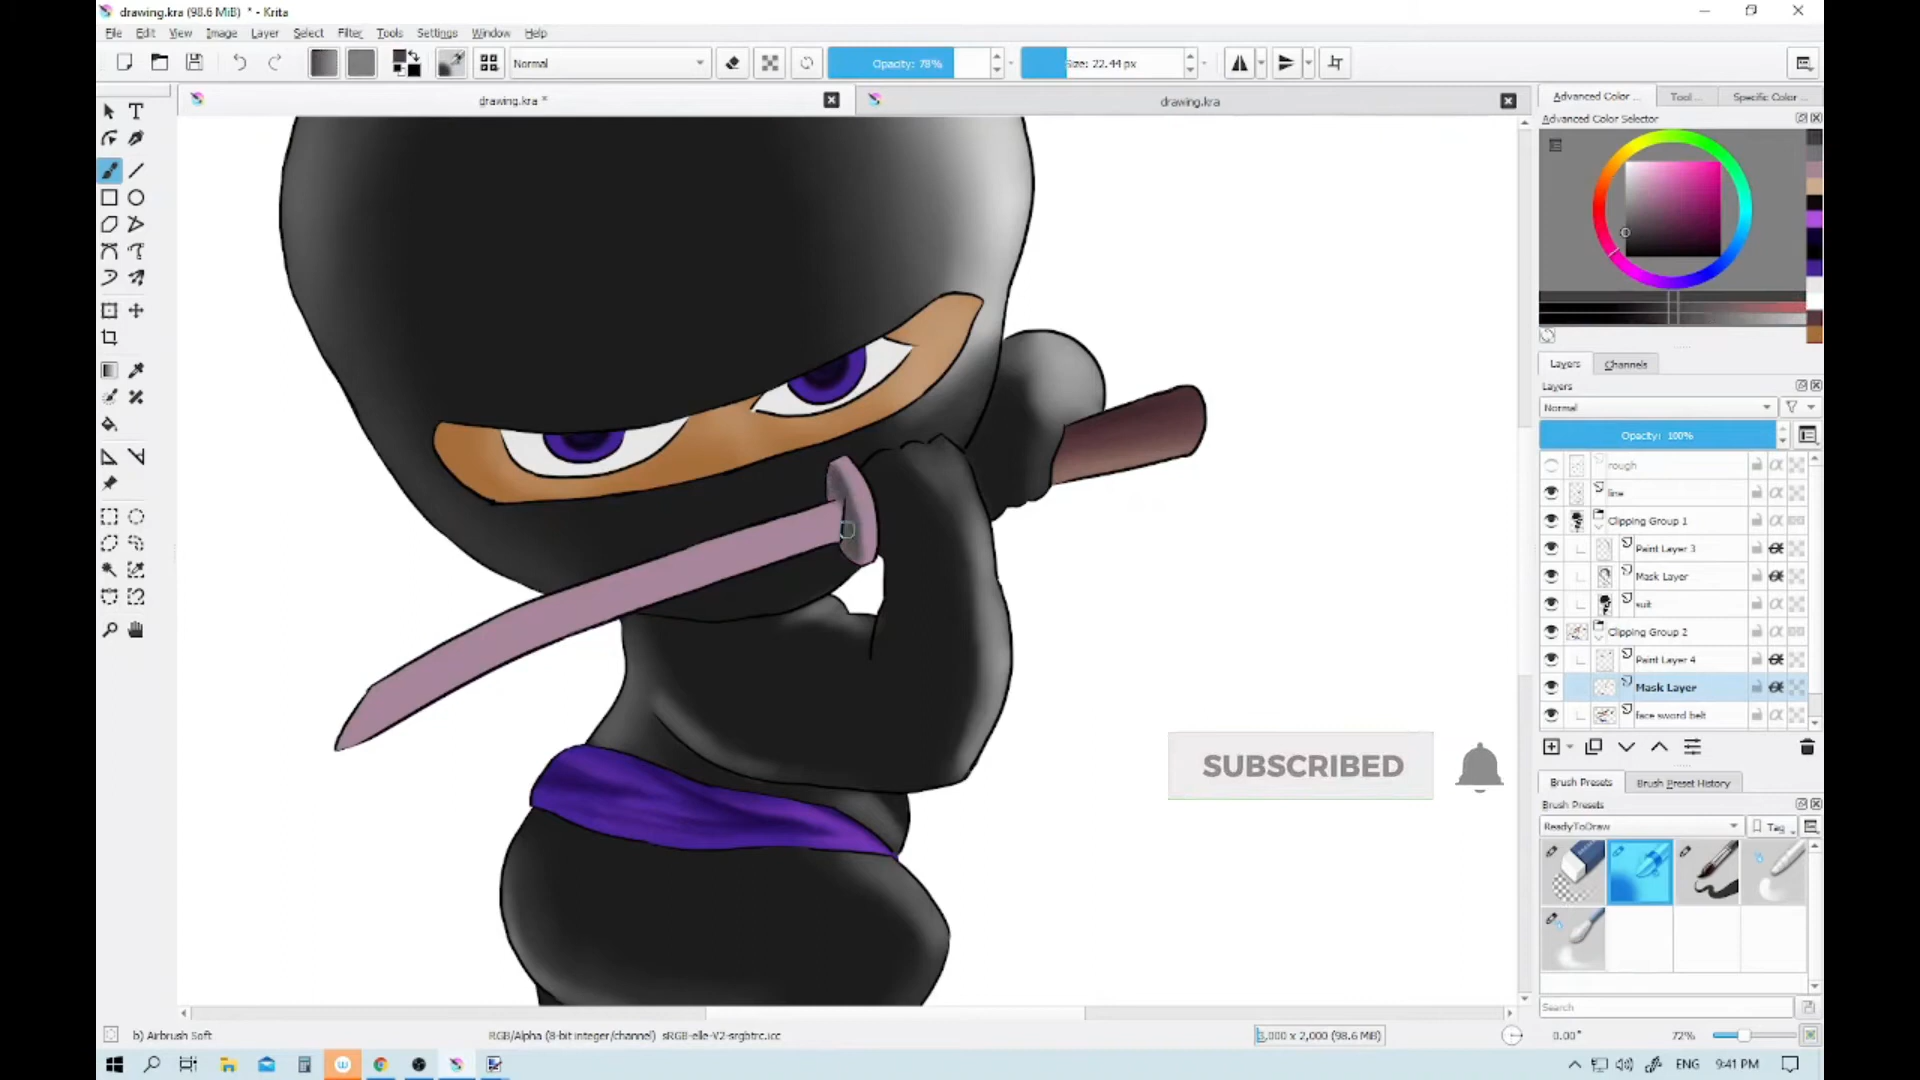 drawing.kra (98.6 MiB) * - Krita
File Edit View Image Layer Select Filter Tools Settings Window Help
Normal
Opacity: 78%
Size: 22.44 px
drawing.kra *
drawing.kra
Advanced Color ...
Tool ...
Specific Color ...
Advanced Color Selector
Layers
Channels
Layers
Normal
Opacity: 100%
rough
line
Clipping Group 1
Paint Layer 3
Mask Layer
suit
Clipping Group 2
Paint Layer 4
Mask Layer
face sword belt
SUBSCRIBED
Brush Presets
Brush Preset History
Brush Presets
ReadyToDraw
Tag
Search
b) Airbrush Soft
RGB/Alpha (8-bit integer/channel) sRGB-elle-V2-srgbtrc.icc
3,000 x 2,000 (98.6 MiB)
0.00°
72%
ENG
9:41 PM